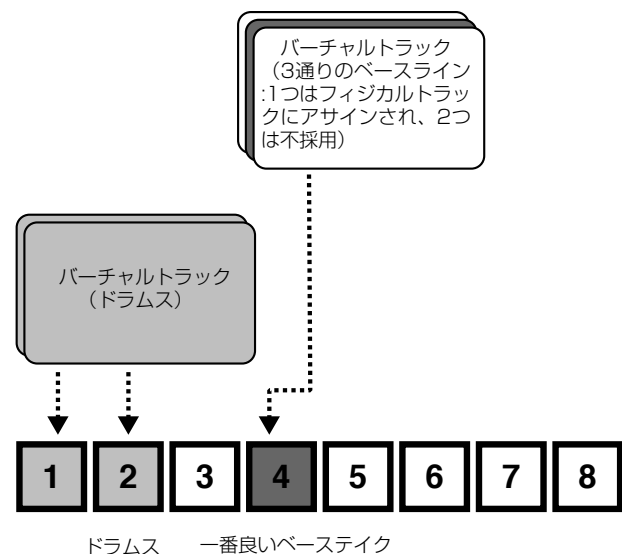 バーチャルトラック
（3通りのベースライン
:1つはフィジカルトラッ
クにアサインされ、2つ
は不採用）
バーチャルトラック
（ドラムス）
1 2 3 4 5 6 7 8
ドラムス 一番良いベーステイク